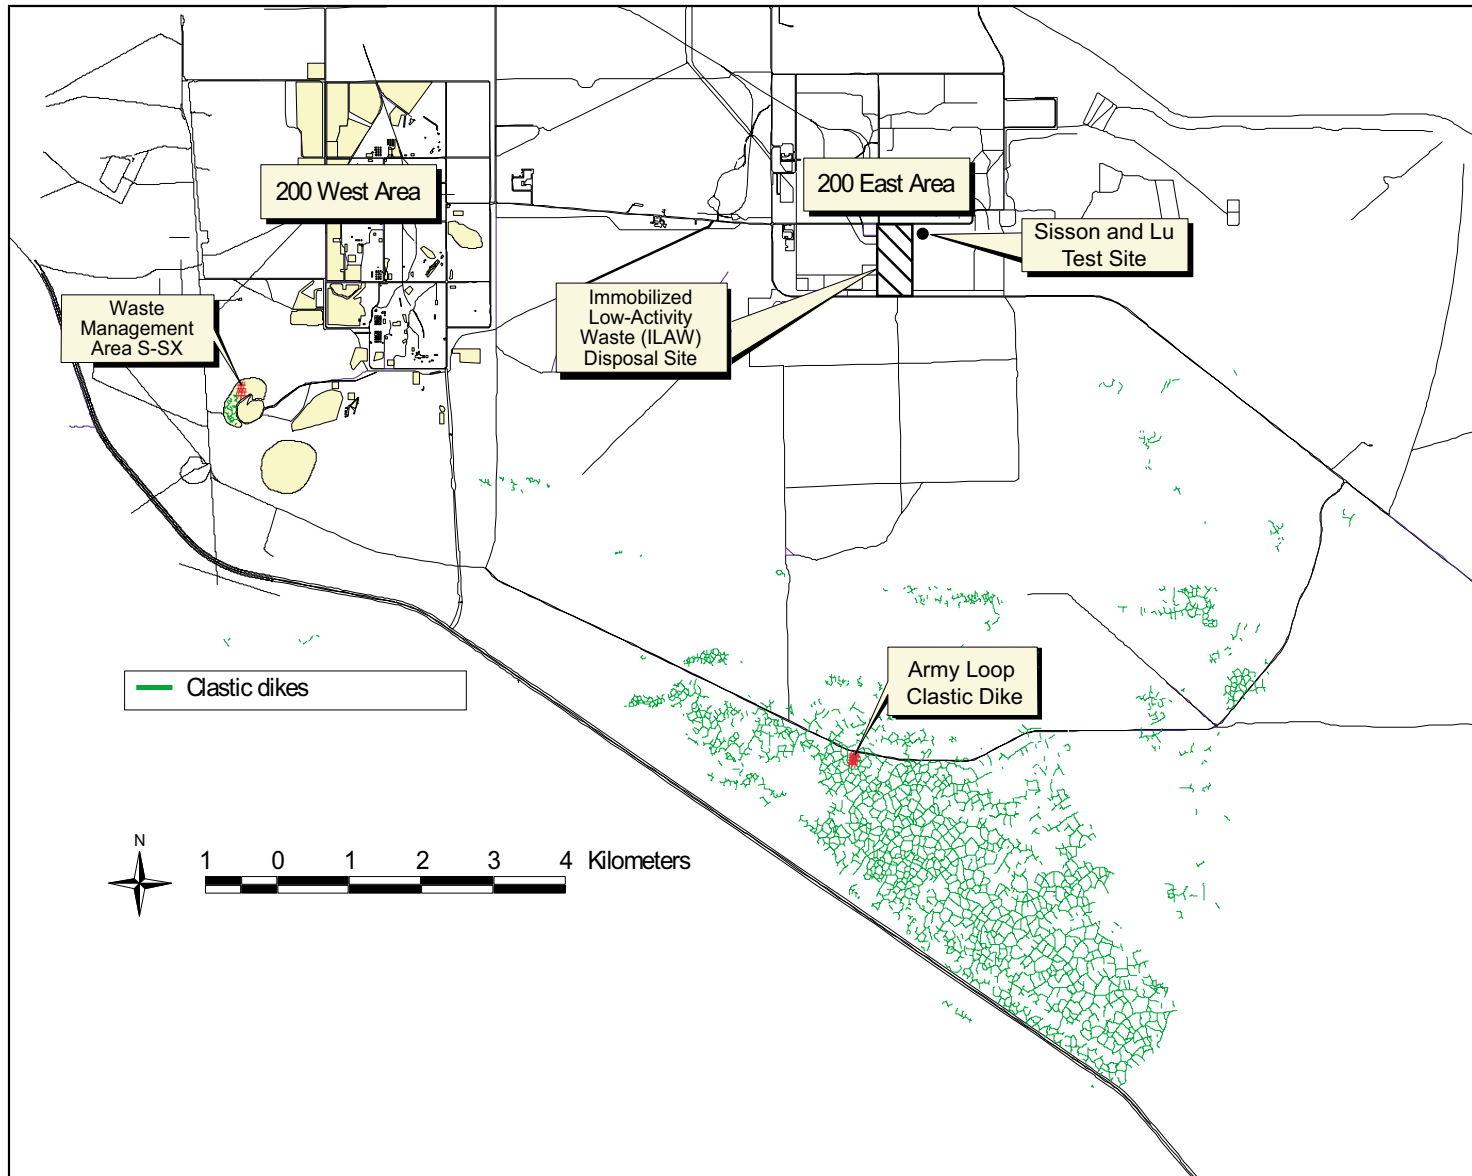 200 West Area
200 East Area
Sisson and Lu
Test Site
Immobilized
Low-Activity
Waste (ILAW)
Disposal Site
Waste
Management
Area S-SX
Clastic dikes
Army Loop
Clastic Dike
N
1 0 1 2 3 4 Kilometers